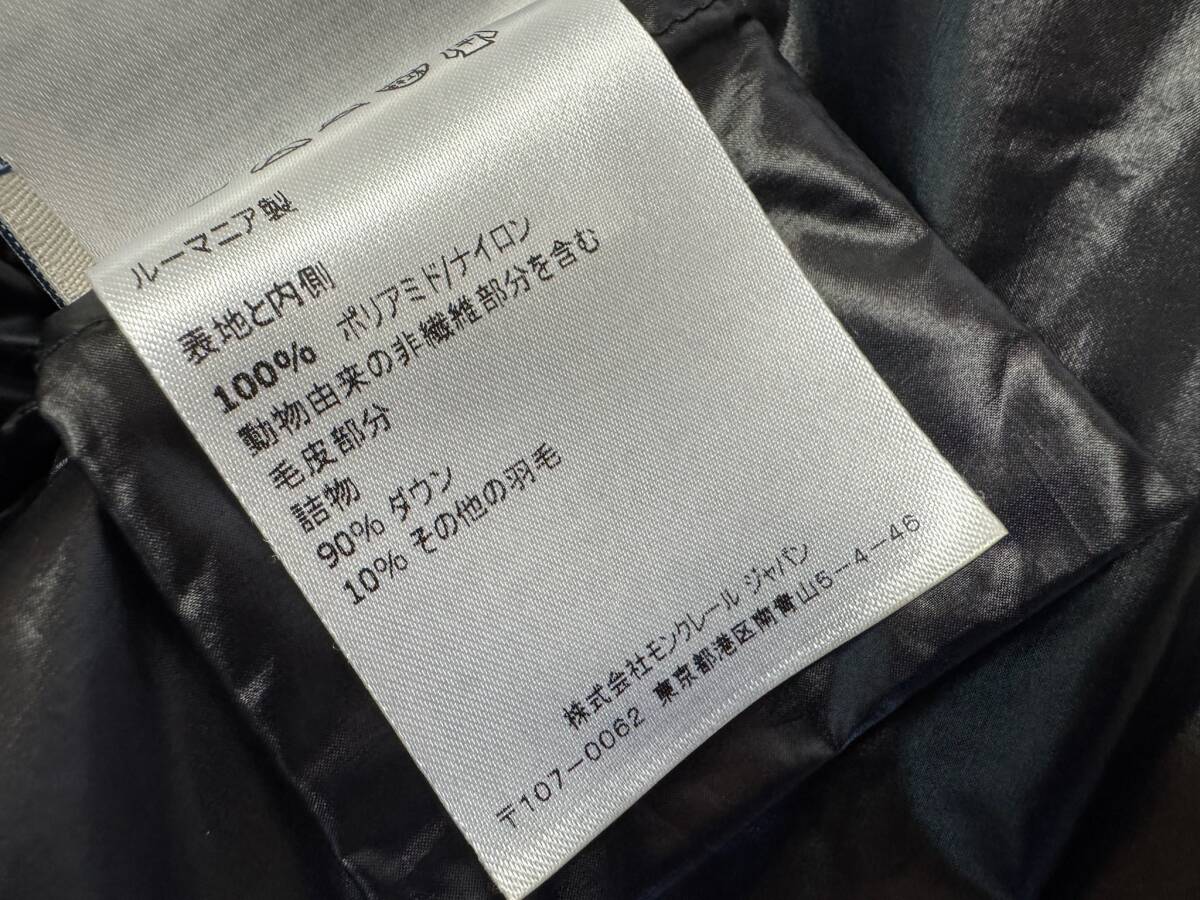 ルーマニア製
表地と内側
100% ポリアミド/ナイロン
動物由来の非繊維部分を含む
毛皮部分
詰物
90% ダウン
10% その他の羽毛
株式会社モンクレール ジャパン
〒107-0062 東京都港区南青山5-4-46